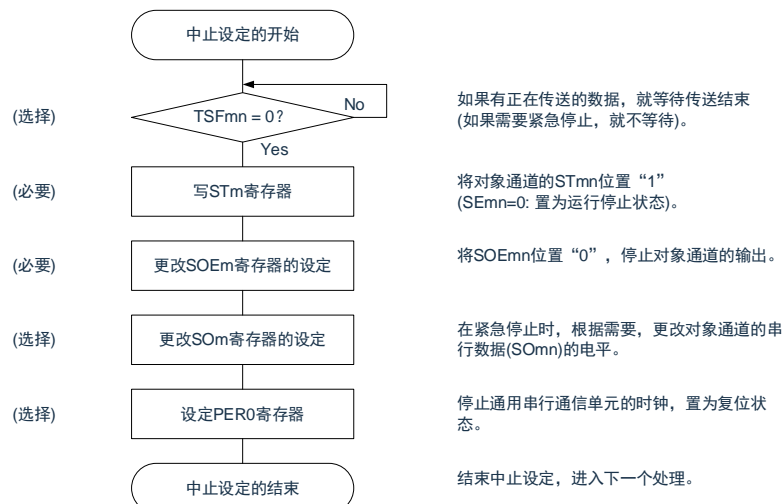 中止设定的开始
(选择)
TSFmn = 0?
No
Yes
如果有正在传送的数据，就等待传送结束
(如果需要紧急停止，就不等待)。
(必要)
写STm寄存器
将对象通道的STmn位置“1”
(SEmn=0: 置为运行停止状态)。
(必要)
更改SOEm寄存器的设定
将SOEmn位置“0”，停止对象通道的输出。
(选择)
更改SOm寄存器的设定
在紧急停止时，根据需要，更改对象通道的串
行数据(SOmn)的电平。
(选择)
设定PER0寄存器
停止通用串行通信单元的时钟，置为复位状
态。
中止设定的结束
结束中止设定，进入下一个处理。